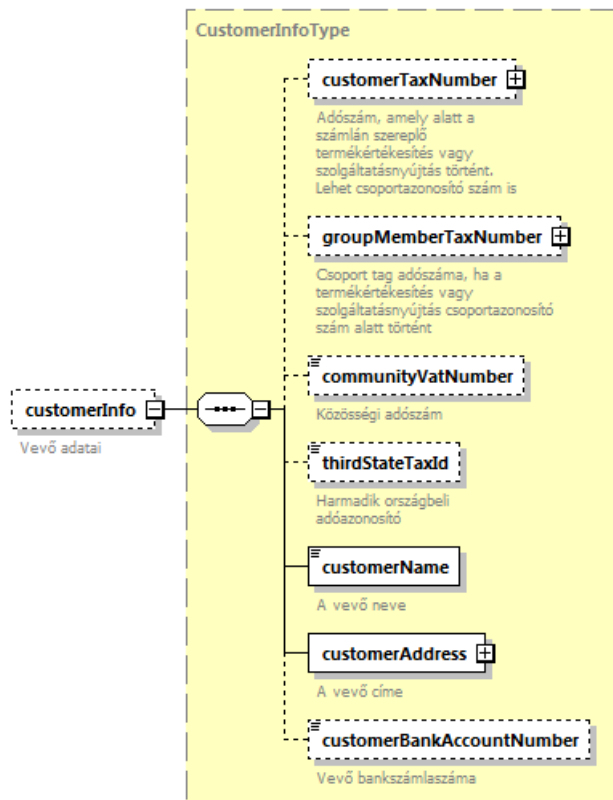 CustomerInfoType
customerTaxNumber
Adószám, amely alatt a
számlán szereplő
termékértékesítés vagy
szolgáltatásnyújtás történt.
Lehet csoportazonosító szám is
groupMemberTaxNumber
Csoport tag adószáma, ha a
termékértékesítés vagy
szolgáltatásnyújtás csoportazonosító
szám alatt történt
communityVatNumber
Közösségi adószám
customerInfo
Vevő adatai
thirdStateTaxId
Harmadik országbeli
adóazonosító
customerName
A vevő neve
customerAddress
A vevő címe
customerBankAccountNumber
Vevő bankszámlaszáma